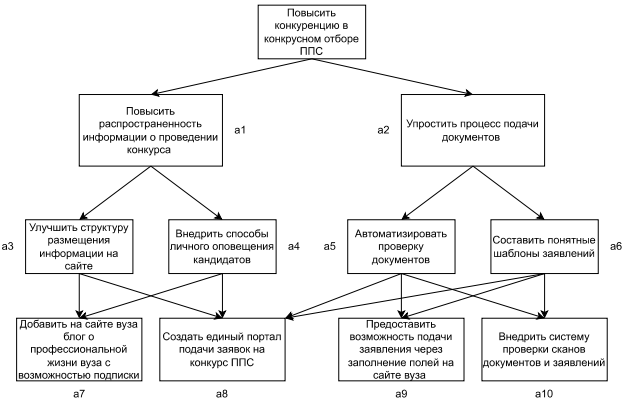 Повысить
конкуренцию в
конкрусном отборе
ППС
Повысить
распространенность
информации о проведении
конкурса
a1
a2
Упростить процесс подачи
документов
a3
Улучшить структуру
размещения
информации на
сайте
Внедрить способы
личного оповещения
кандидатов
a4
a5
Автоматизировать
проверку
документов
Составить понятные
шаблоны заявлений
a6
Добавить на сайте вуза
блог о
профессиональной
жизни вуза с
возможностью подписки
Создать единый портал
подачи заявок на
конкурс ППС
Предоставить
возможность подачи
заявления через
заполнение полей на
сайте вуза
Внедрить систему
проверки сканов
документов и заявлений
a7
a8
a9
a10